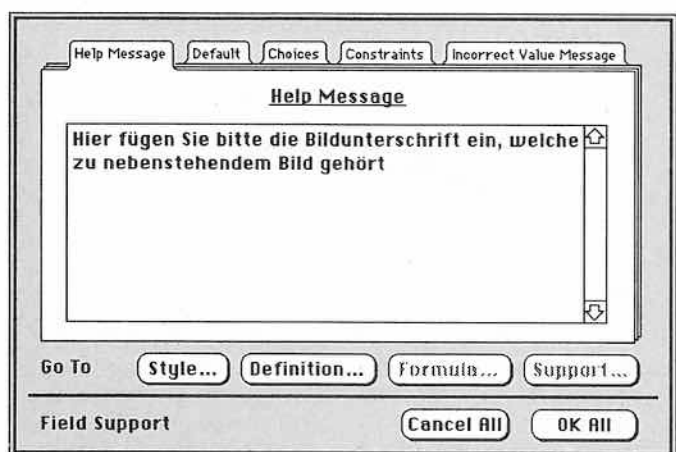 Help Message Default Choices Constraints Incorrect Value Message
Help Message
Hier fügen Sie bitte die Bildunterschrift ein, welche
zu nebenstehendem Bild gehört
Go To Style... Definition... Formula... Support...
Field Support Cancel All OK All